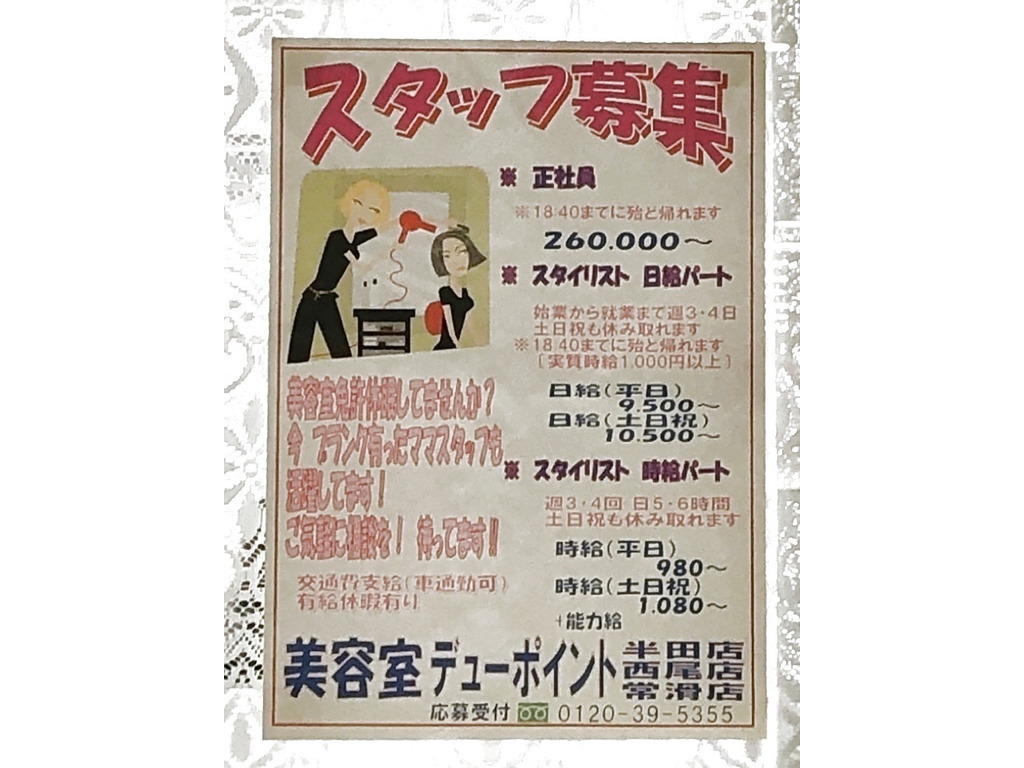 スタッフ募集
※ 正社員
※18:40までに殆ど帰れます
260.000～
※ スタイリスト 日給パート
始業から就業まで週3・4日
土日祝も休み取れます
※18:40までに殆ど帰れます
［実質時給1,000円以上］
日給(平日)
9.500～
日給(土日祝)
10.500～
※ スタイリスト 時給パート
週3・4回 日5・6時間
土日祝も休み取れます
時給(平日)
980～
時給(土日祝)
1.080～
+能力給
美容室免許休眠してませんか？
今 ブランク有ったママスタッフも
活躍してます！
ご気軽に相談を！ 待ってます!!
交通費支給(車通勤可)
有給休暇有り
美容室 デューポイント
半田店
西尾店
常滑店
応募受付 0120-39-5355